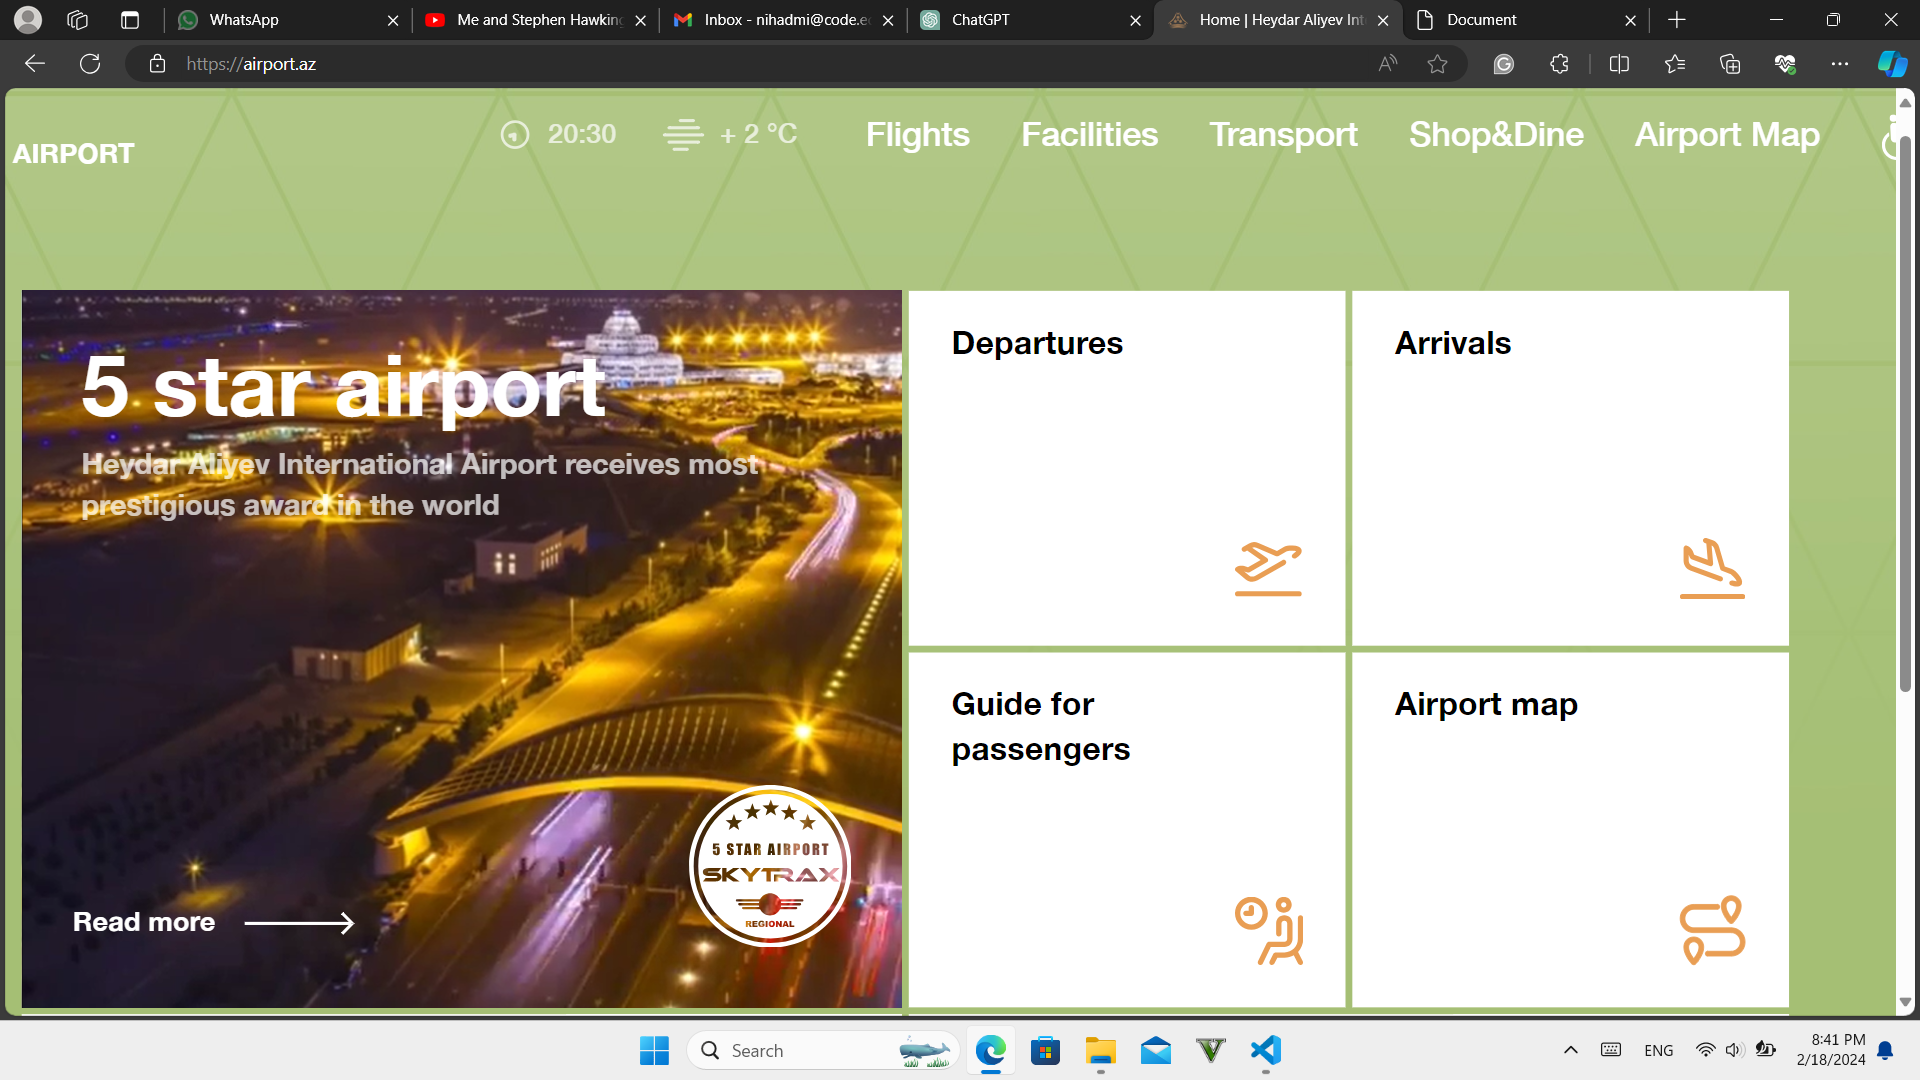 WhatsApp
Me and Stephen Hawking
Inbox - nihadmi@code.ec
ChatGPT
Home | Heydar Aliyev Int
Document
https://airport.az
AIRPORT
20:30
+ 2 °C
Flights
Facilities
Transport
Shop&Dine
Airport Map
5 star airport
Heydar Aliyev International Airport receives most
prestigious award in the world
5 STAR AIRPORT
SKYTRAX
REGIONAL
Read more
Departures
Arrivals
Guide for
passengers
Airport map
Search
ENG
8:41 PM
2/18/2024